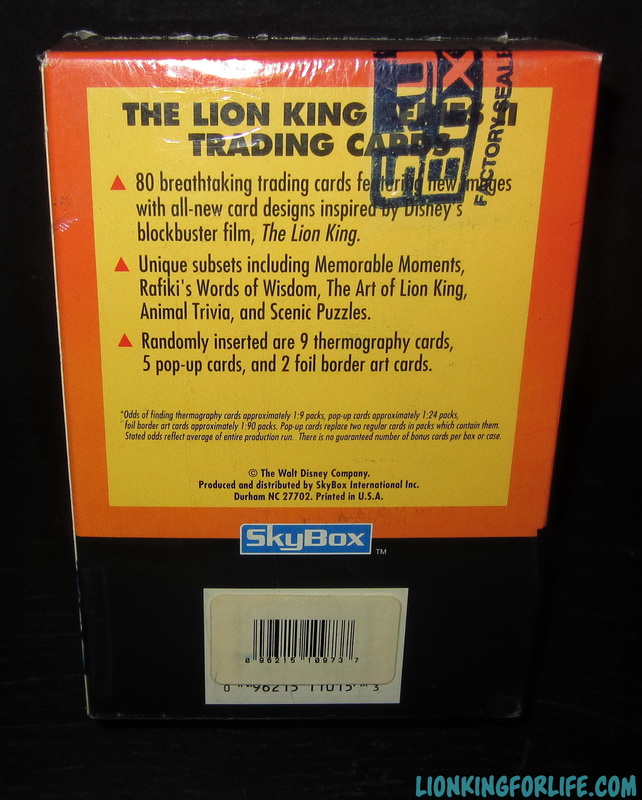 THE LION KING SERIES II
TRADING CARDS
80 breathtaking trading cards featuring new images
with all-new card designs inspired by Disney's
blockbuster film, The Lion King.
Unique subsets including Memorable Moments,
Rafiki's Words of Wisdom, The Art of Lion King,
Animal Trivia, and Scenic Puzzles.
Randomly inserted are 9 thermography cards,
5 pop-up cards, and 2 foil border art cards.
*Odds of finding thermography cards approximately 1:9 packs, pop-up cards approximately 1:24 packs,
foil border art cards approximately 1:90 packs. Pop-up cards replace two regular cards in packs which contain them.
Stated odds reflect average of entire production run. There is no guaranteed number of bonus cards per box or case.
© The Walt Disney Company.
Produced and distributed by SkyBox International Inc.
Durham NC 27702. Printed in U.S.A.
SkyBox TM
0 96215 10973 7
0 96215 11015 3
FACTORY SEALE
LIONKINGFORLIFE.COM